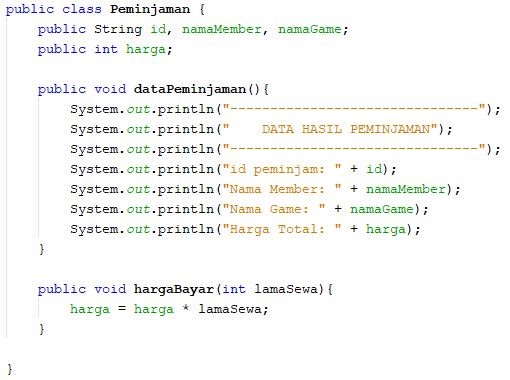 public class Peminjaman {
    public String id, namaMember, namaGame;
    public int harga;

    public void dataPeminjaman(){
        System.out.println("-------------------------------");
        System.out.println("    DATA HASIL PEMINJAMAN");
        System.out.println("-------------------------------");
        System.out.println("id peminjam: " + id);
        System.out.println("Nama Member: " + namaMember);
        System.out.println("Nama Game: " + namaGame);
        System.out.println("Harga Total: " + harga);
    }

    public void hargaBayar(int lamaSewa){
        harga = harga * lamaSewa;
    }

}